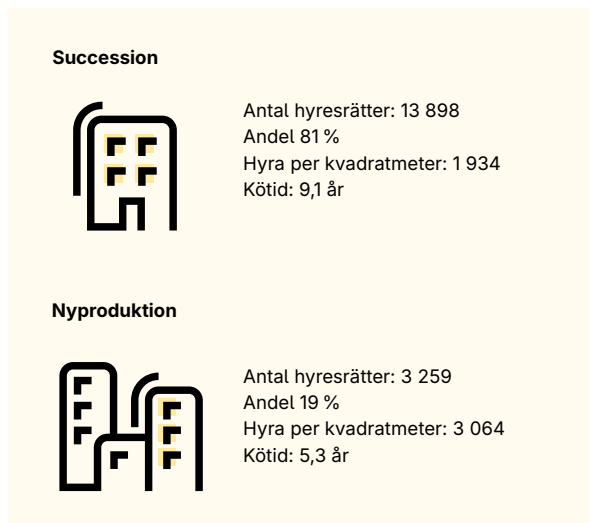 Succession
Antal hyresrätter: 13 898
Andel 81 %
Hyra per kvadratmeter: 1 934
Kötid: 9,1 år
Nyproduktion
Antal hyresrätter: 3 259
Andel 19 %
Hyra per kvadratmeter: 3 064
Kötid: 5,3 år